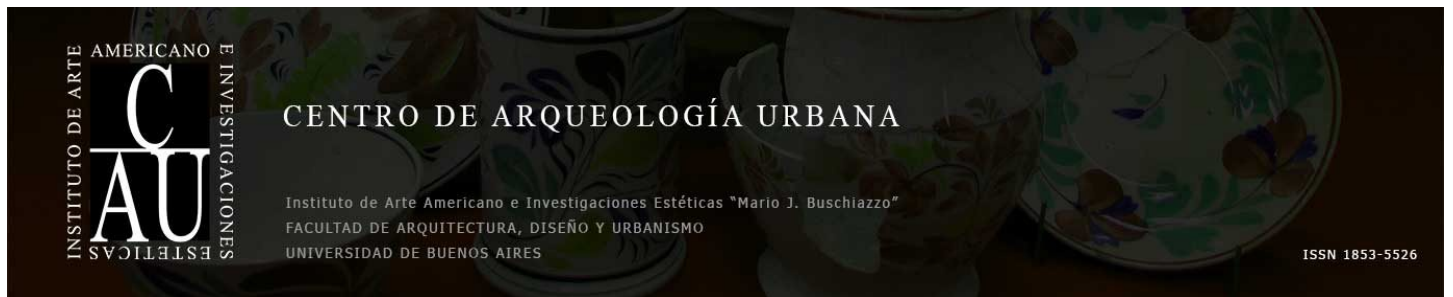 INSTITUTO DE ARTE
AMERICANO
E INVESTIGACIONES
ESTETICAS
C
AU
CENTRO DE ARQUEOLOGÍA URBANA
Instituto de Arte Americano e Investigaciones Estéticas “Mario J. Buschiazzo”
FACULTAD DE ARQUITECTURA, DISEÑO Y URBANISMO
UNIVERSIDAD DE BUENOS AIRES
ISSN 1853-5526